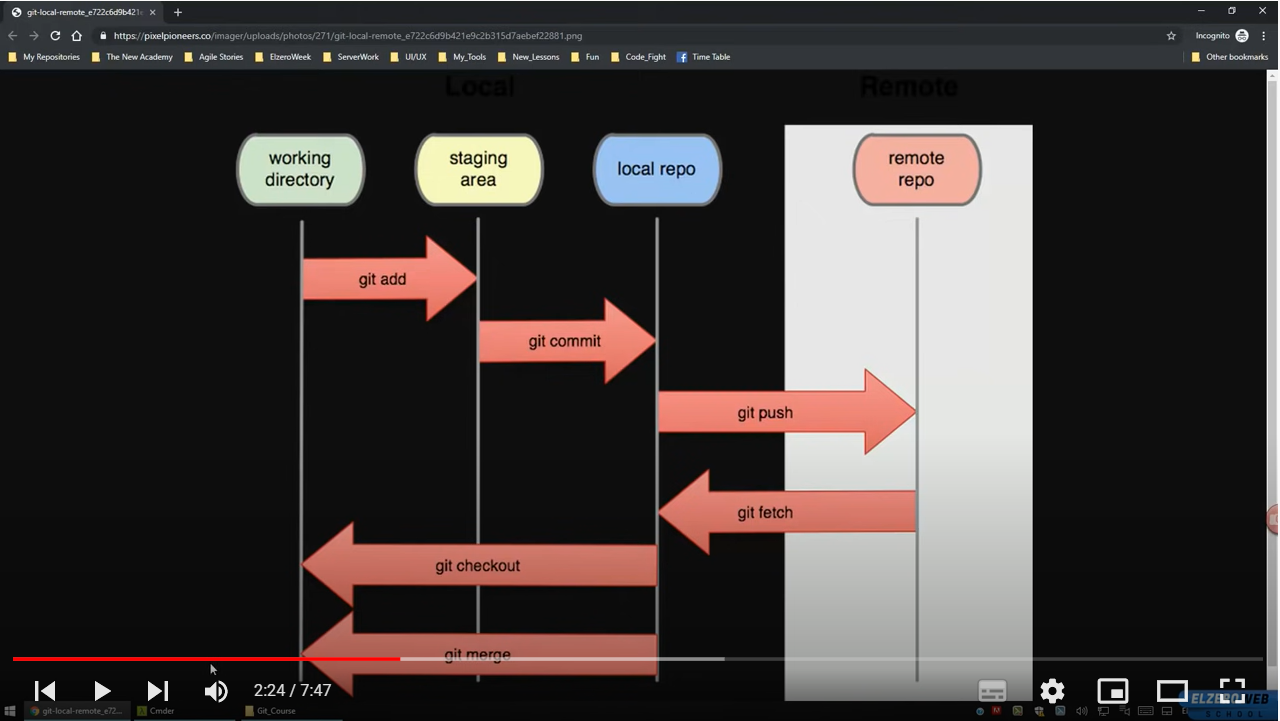 git-local-remote_e722c6d9b421e
https://pixelpioneers.co/imager/uploads/photos/271/git-local-remote_e722c6d9b421e9c2b315d7aebef22881.png
Incognito
My Repositories
The New Academy
Agile Stories
ElzeroWeek
ServerWork
UI/UX
My_Tools
New_Lessons
Fun
Code_Fight
Time Table
Other bookmarks
Local
Remote
working
directory
staging
area
local repo
remote
repo
git add
git commit
git push
git fetch
git checkout
git merge
2:24 / 7:47
git-local-remote_e72...
Cmder
Git_Course
ELZERO WEB
SCHOOL